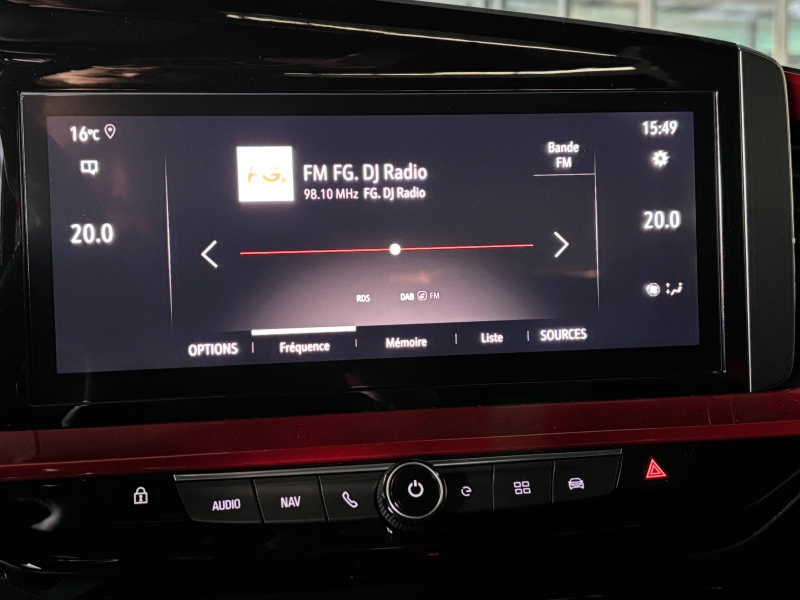 16°C
15:49
FG.
FM FG. DJ Radio
98.10 MHz FG. DJ Radio
Bande
FM
20.0
20.0
RDS
DAB FM
OPTIONS
Fréquence
Mémoire
Liste
SOURCES
AUDIO
NAV